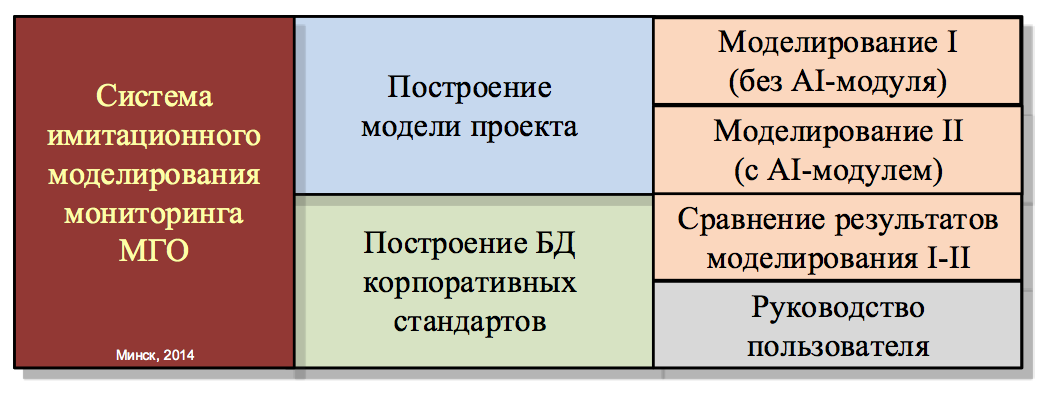 Система
имитационного
моделирования
мониторинга
МГО
Минск, 2014
Построение
модели проекта
Построение БД
корпоративных
стандартов
Моделирование I
(без AI-модуля)
Моделирование II
(с AI-модулем)
Сравнение результатов
моделирования I-II
Руководство
пользователя